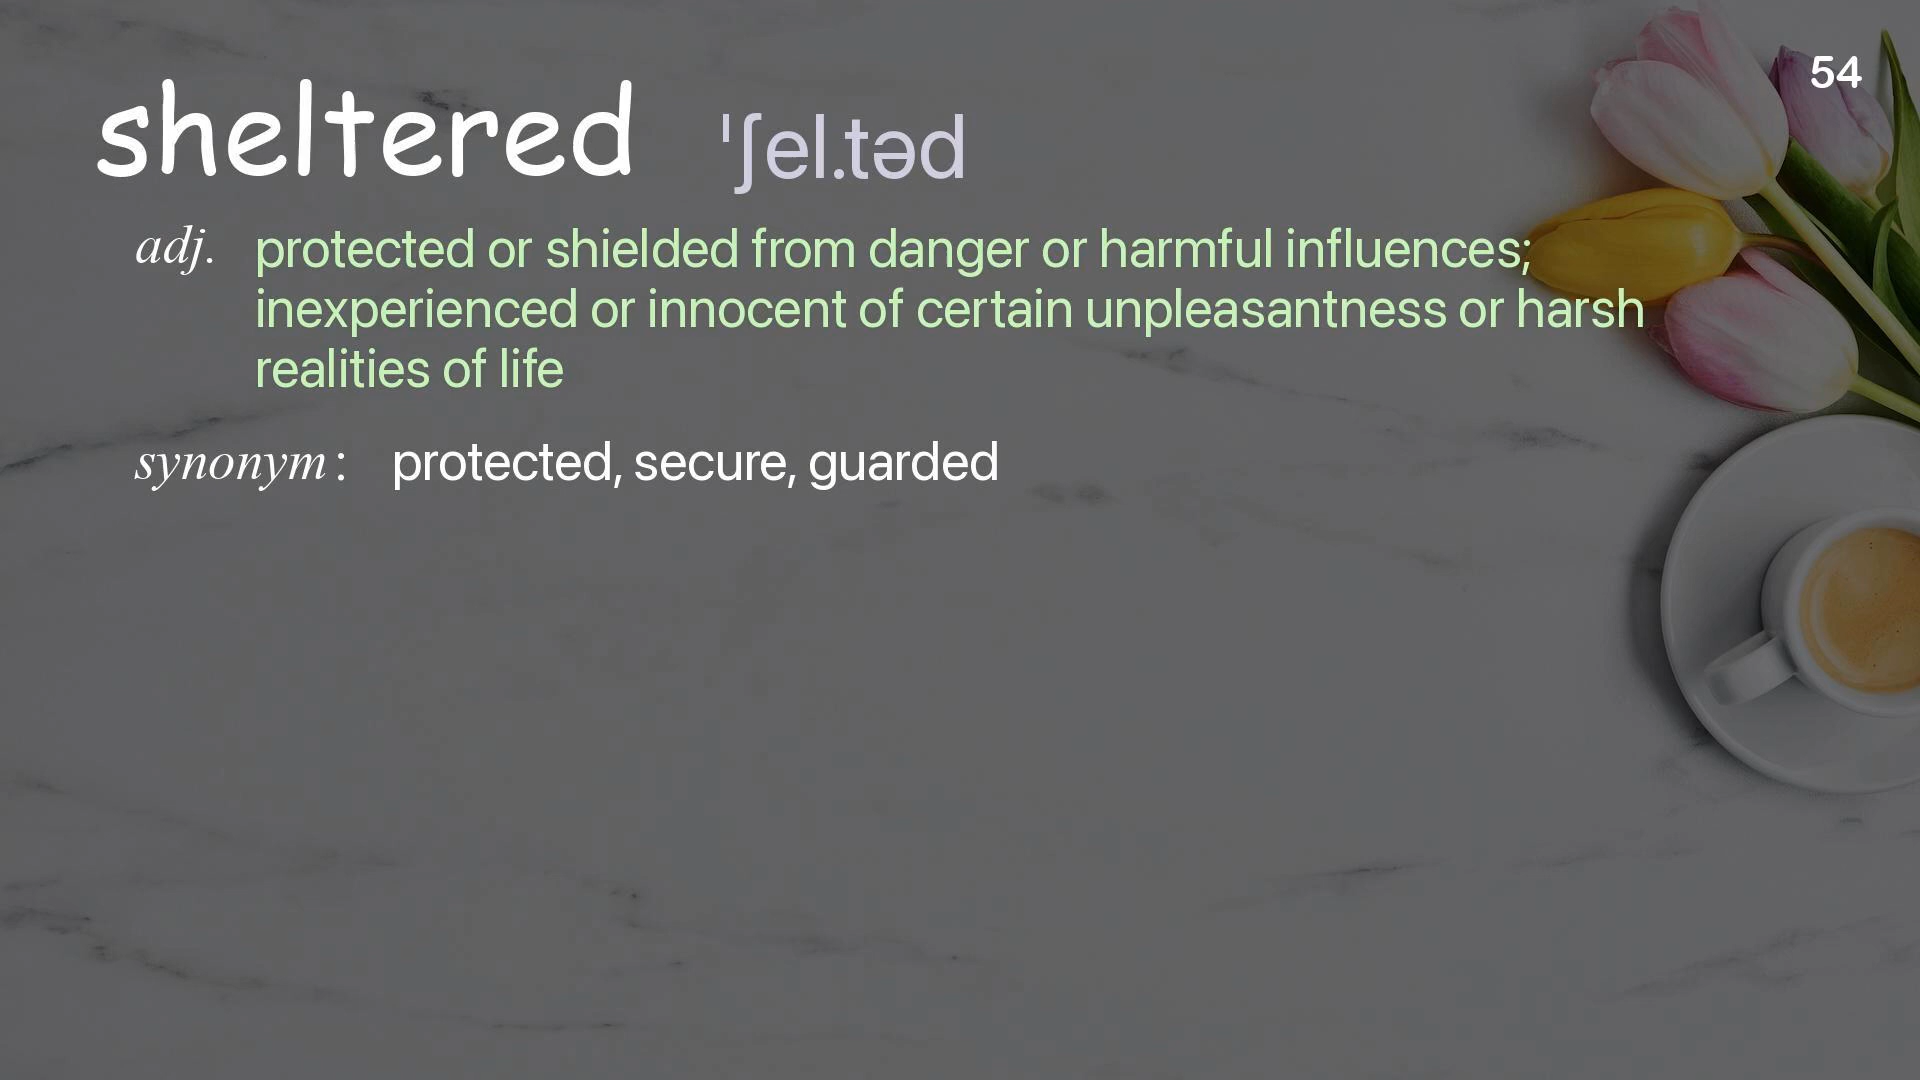 54
sheltered ˈʃel.təd
adj. protected or shielded from danger or harmful influences;
inexperienced or innocent of certain unpleasantness or harsh
realities of life
synonym : protected, secure, guarded